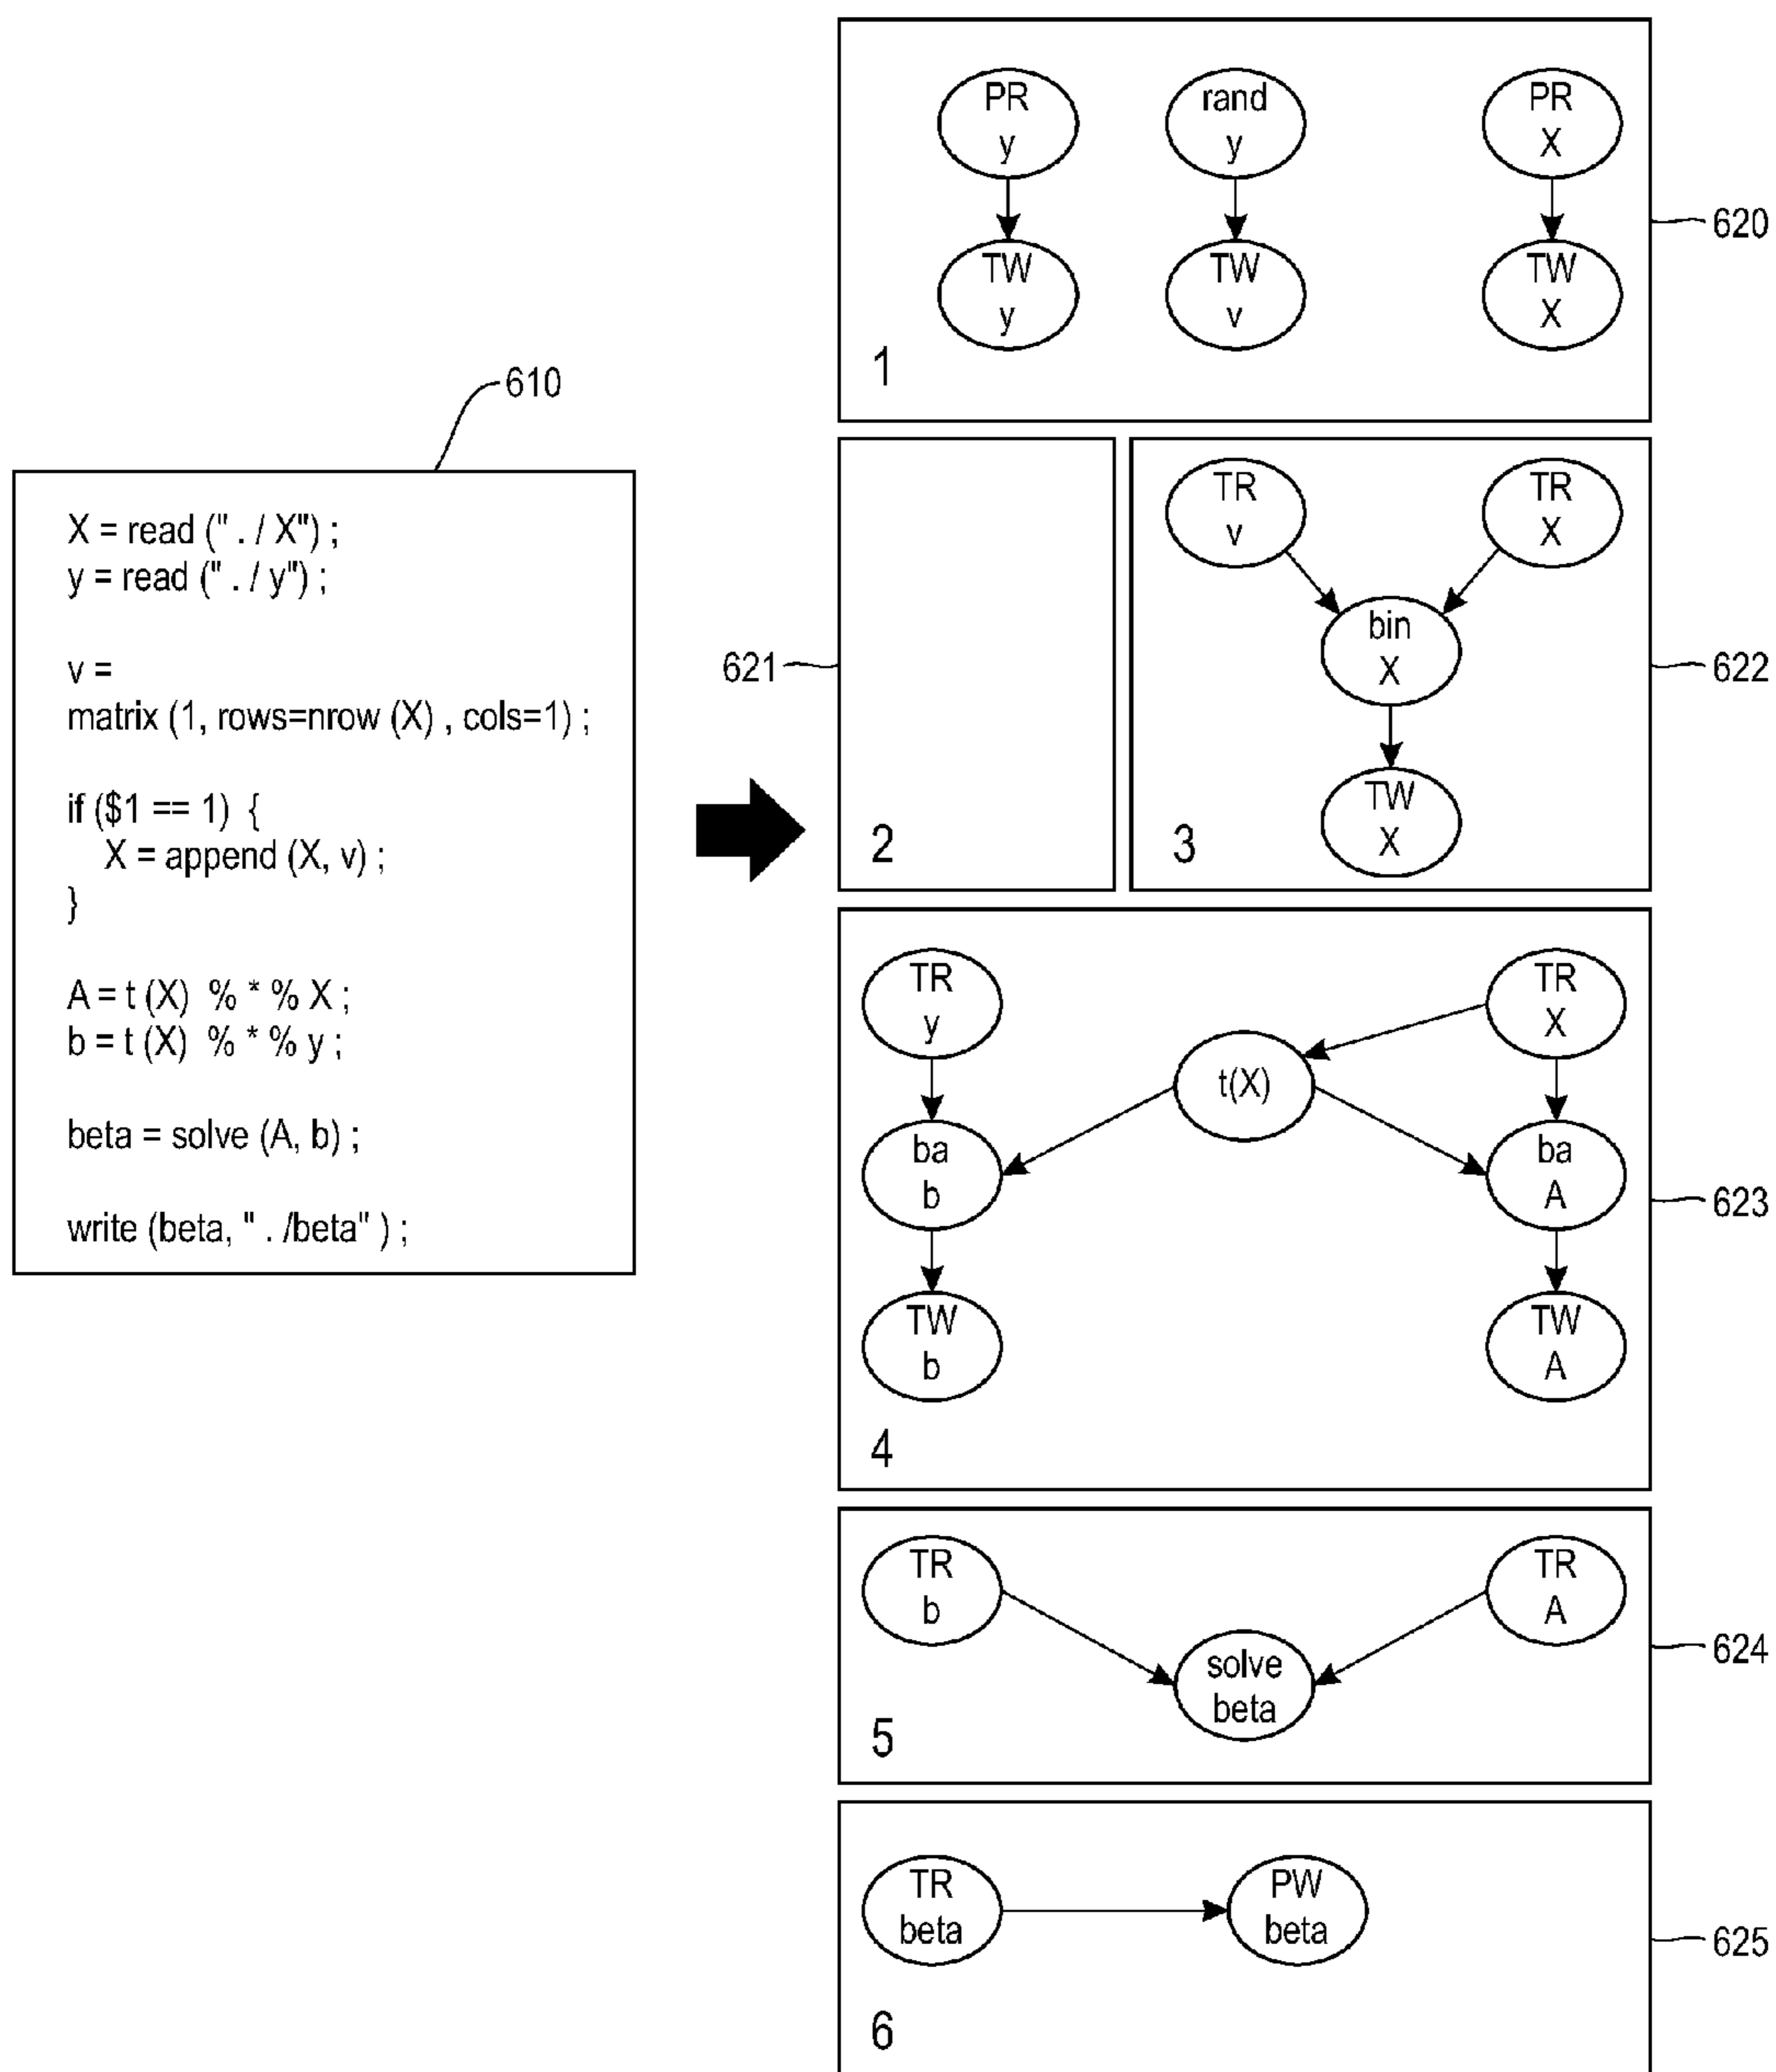 610
X = read (" . / X") ;
y = read (" . / y") ;
v =
matrix (1, rows=nrow (X) , cols=1) ;
if ($1 == 1) {
X = append (X, v) ;
}
A = t (X) % * % X ;
b = t (X) % * % y ;
beta = solve (A, b) ;
write (beta, " . /beta" ) ;
PR
y
rand
y
PR
X
TW
y
TW
v
TW
X
1
620
621
2
TR
v
TR
X
bin
X
TW
X
3
622
TR
y
TR
X
t(X)
ba
b
ba
A
TW
b
TW
A
4
623
TR
b
TR
A
solve
beta
5
624
TR
beta
PW
beta
6
625